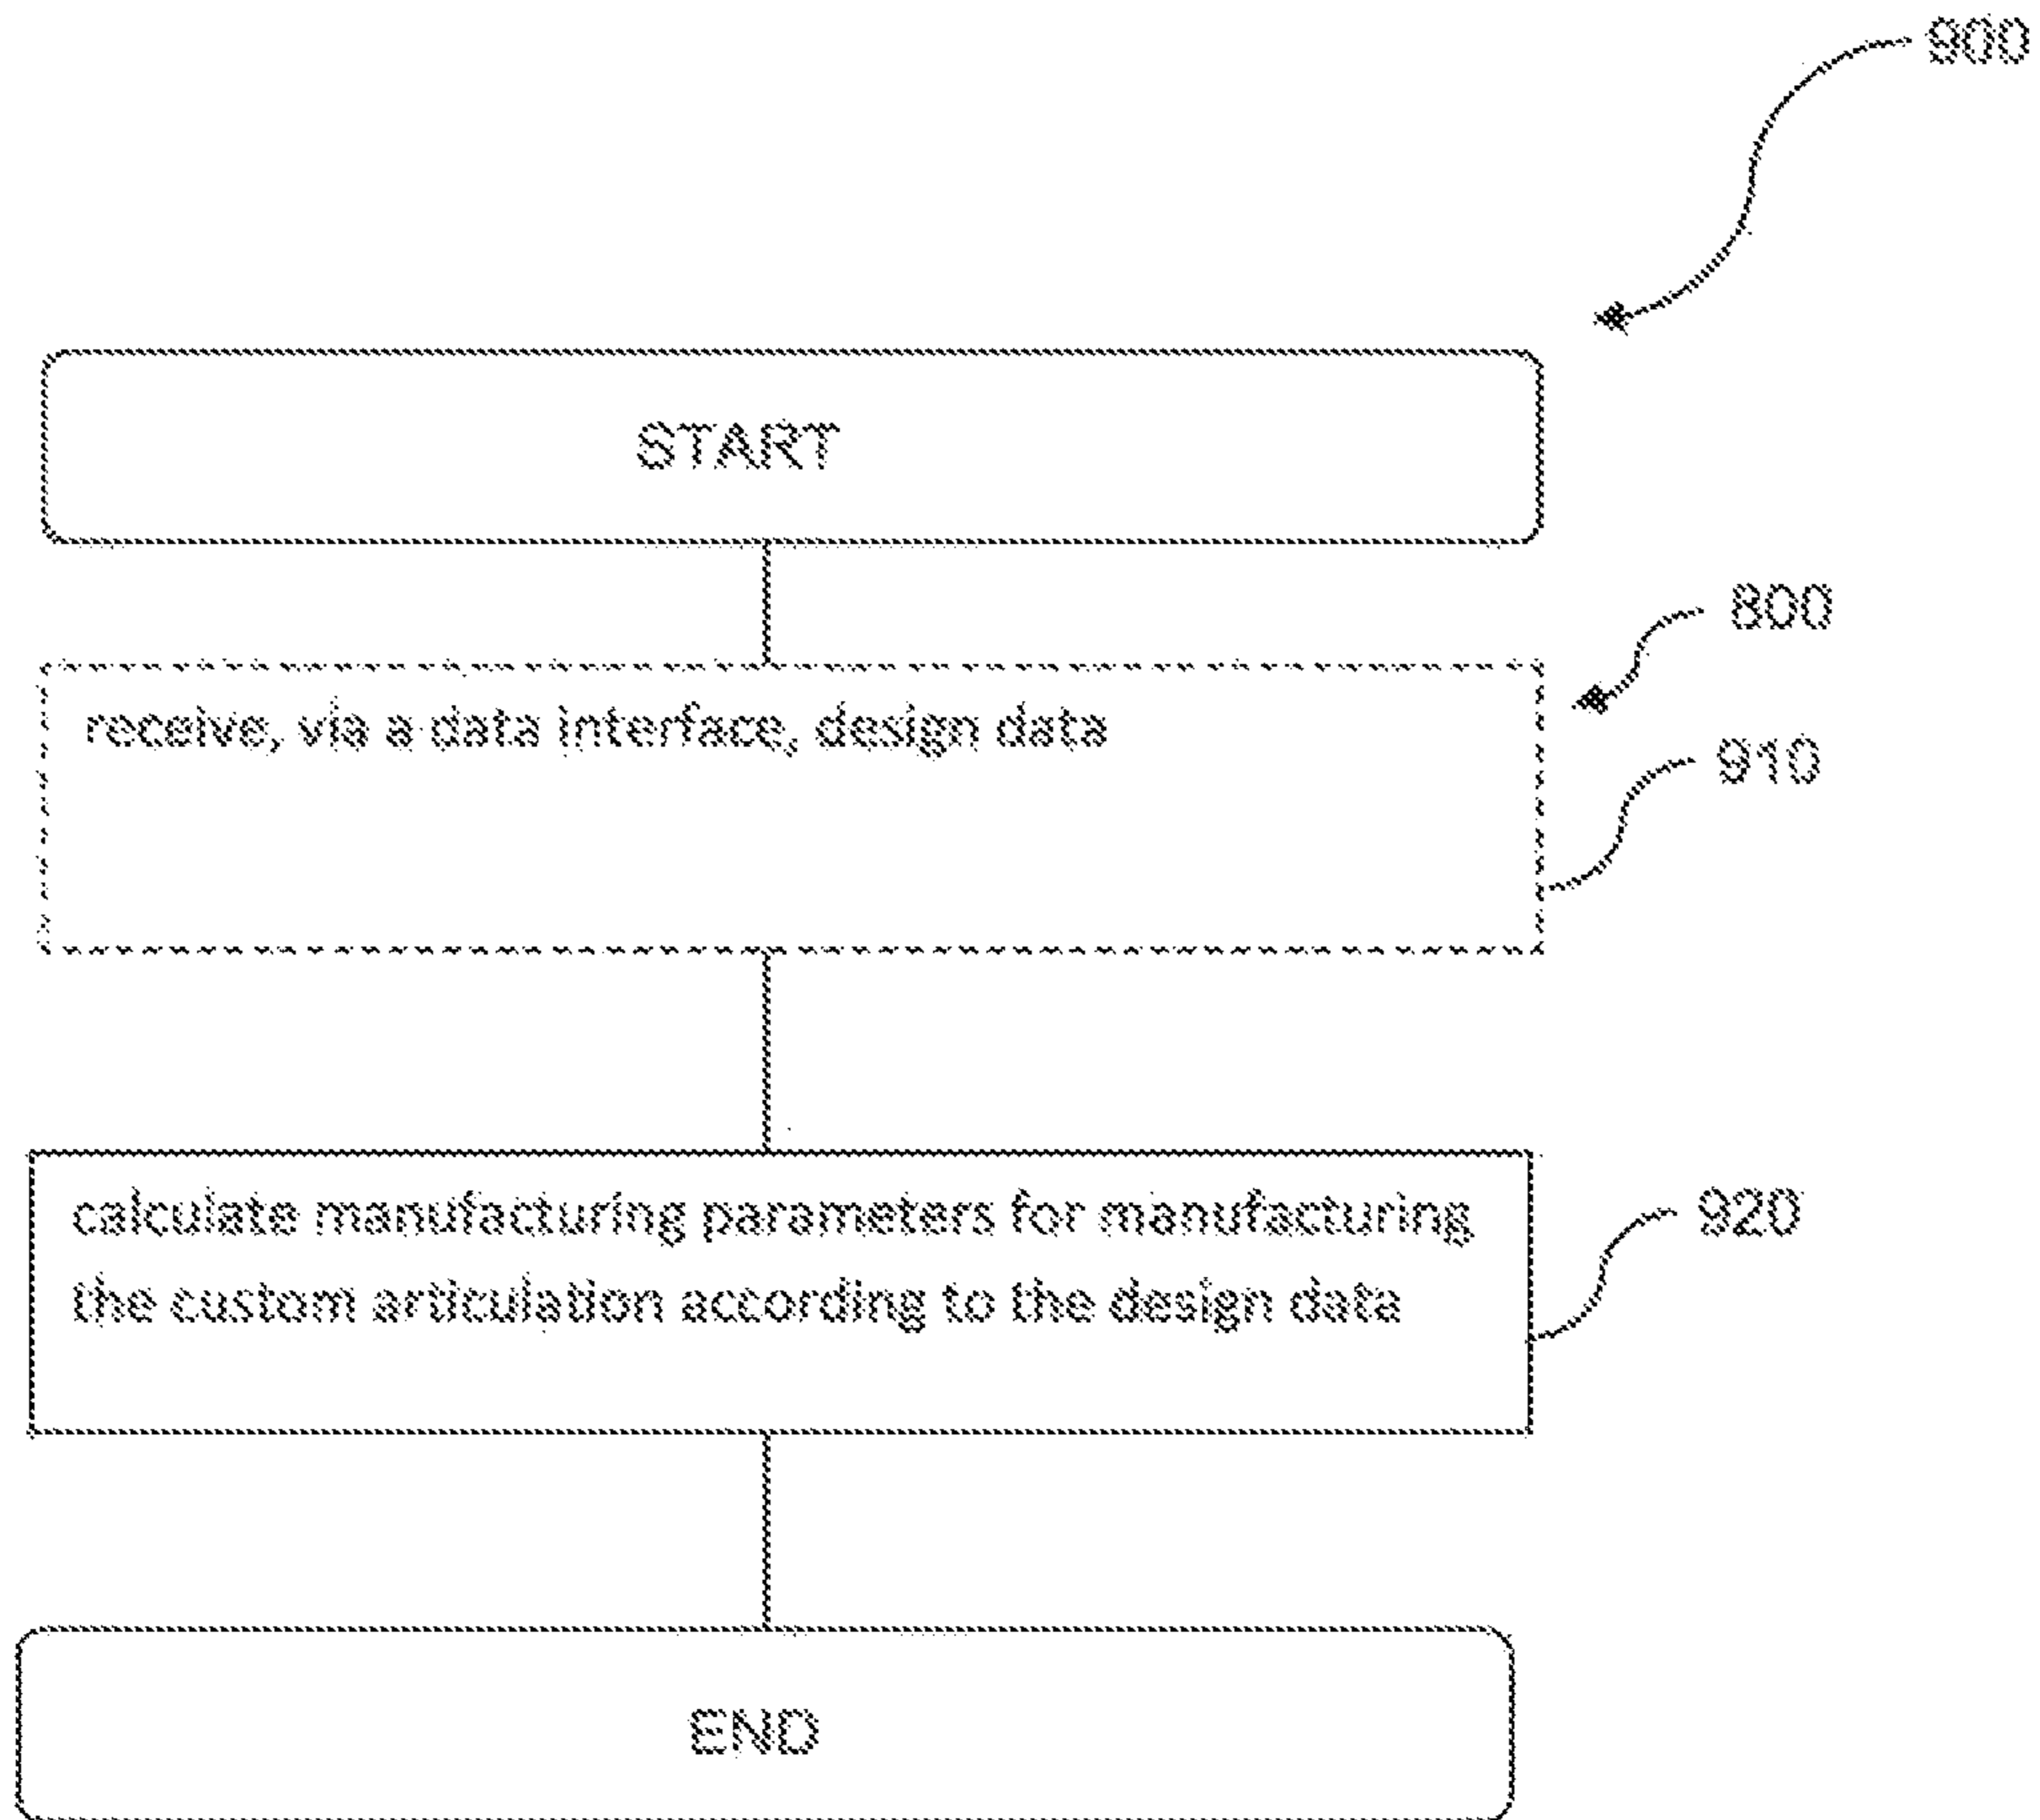 900
START
800
receive, via a data interface, design data
910
calculate manufacturing parameters for manufacturing
920
the custom articulation according to the design data
END